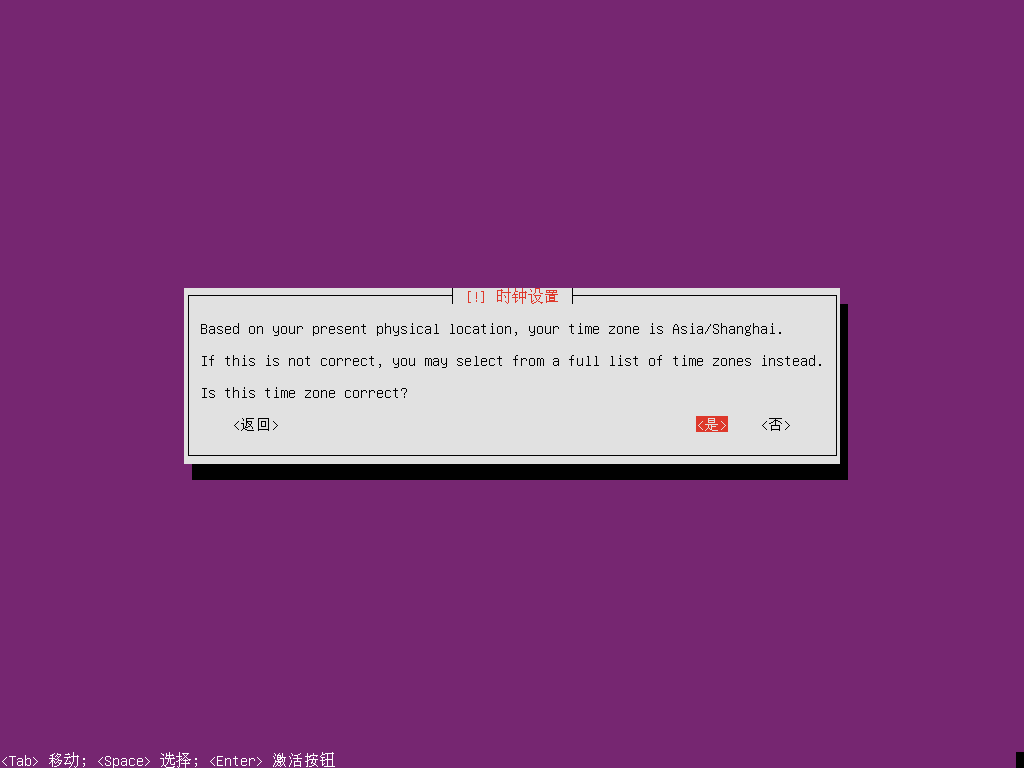 [!] 时钟设置
Based on your present physical location, your time zone is Asia/Shanghai.
If this is not correct, you may select from a full list of time zones instead.
Is this time zone correct?
<返回> <是> <否>
<Tab> 移动; <Space> 选择; <Enter> 激活按钮